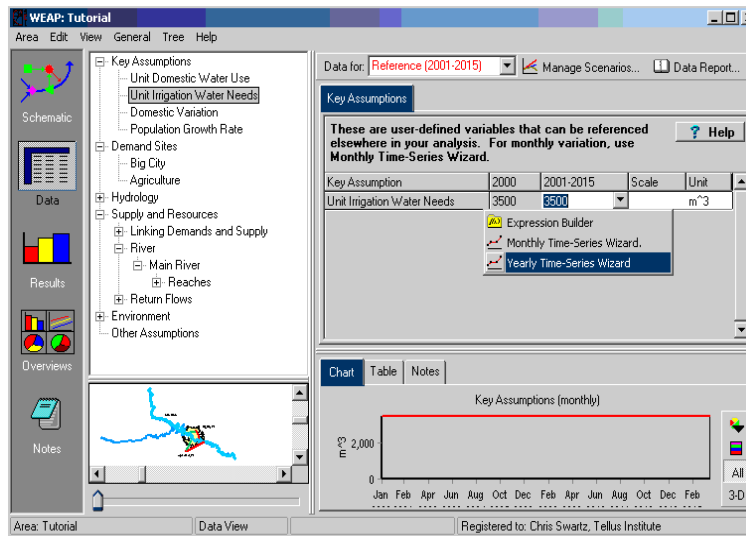 WEAP: Tutorial
Area Edit View General Tree Help
Schematic
Data
Results
Overviews
Notes
Key Assumptions
Unit Domestic Water Use
Unit Irrigation Water Needs
Domestic Variation
Population Growth Rate
Demand Sites
Big City
Agriculture
Hydrology
Supply and Resources
Linking Demands and Supply
River
Main River
Reaches
Return Flows
Environment
Other Assumptions
Data for: Reference (2001-2015) Manage Scenarios... Data Report...
Key Assumptions
These are user-defined variables that can be referenced
elsewhere in your analysis. For monthly variation, use
Monthly Time-Series Wizard.
? Help
Key Assumption 2000 2001-2015 Scale Unit
Unit Irrigation Water Needs 3500 3500 m^3
Expression Builder
Monthly Time-Series Wizard.
Yearly Time-Series Wizard
Chart Table Notes
Key Assumptions (monthly)
m^3
2,000
0
Jan Feb Apr Jun Aug Oct Dec Feb Apr Jun Aug Oct Dec Feb
All
3-D
Area: Tutorial Data View Registered to: Chris Swartz, Tellus Institute